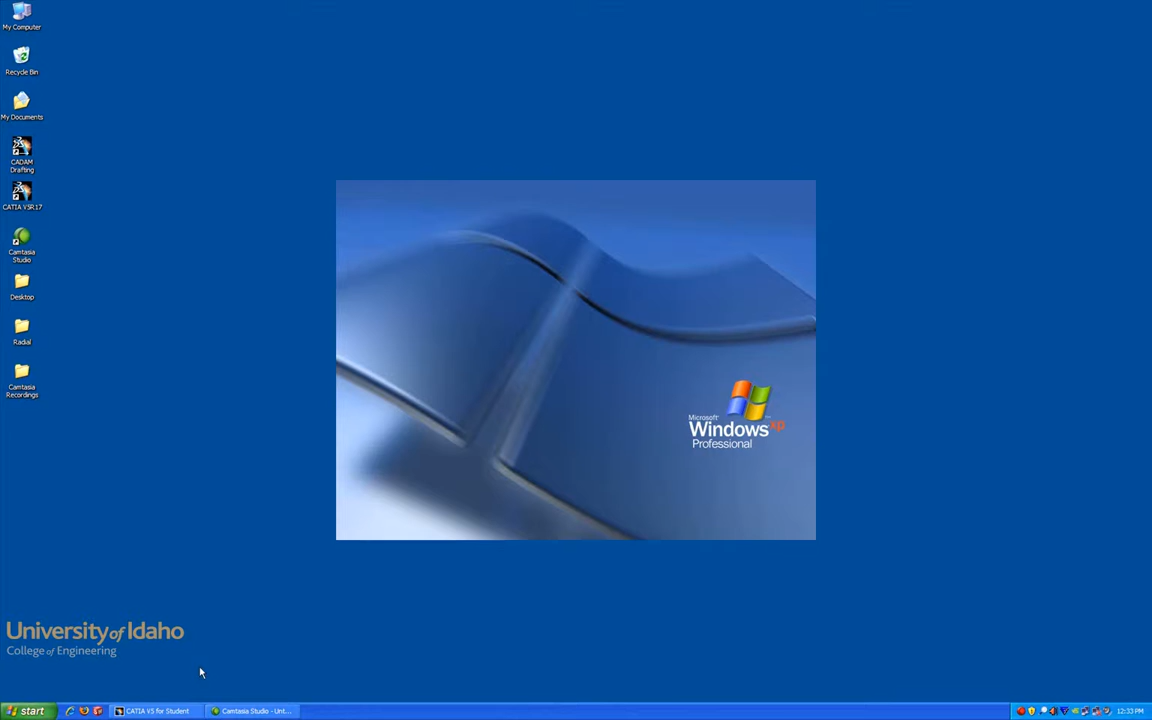 My Computer
Recycle Bin
My Documents
CADAM
Drafting
CATIA V5R17
Camtasia
Studio
Desktop
Radial
Camtasia
Recordings
Microsoft
Windows xp
Professional
University of Idaho
College of Engineering
start
CATIA V5 for Student
Camtasia Studio - Unt...
12:33 PM